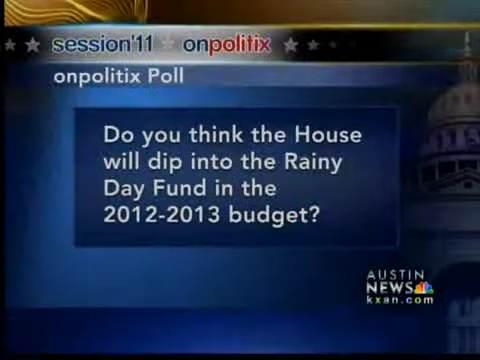 session'11 onpolitix
onpolitix Poll
Do you think the House
will dip into the Rainy
Day Fund in the
2012-2013 budget?
AUSTIN
NEWS
kxan.com